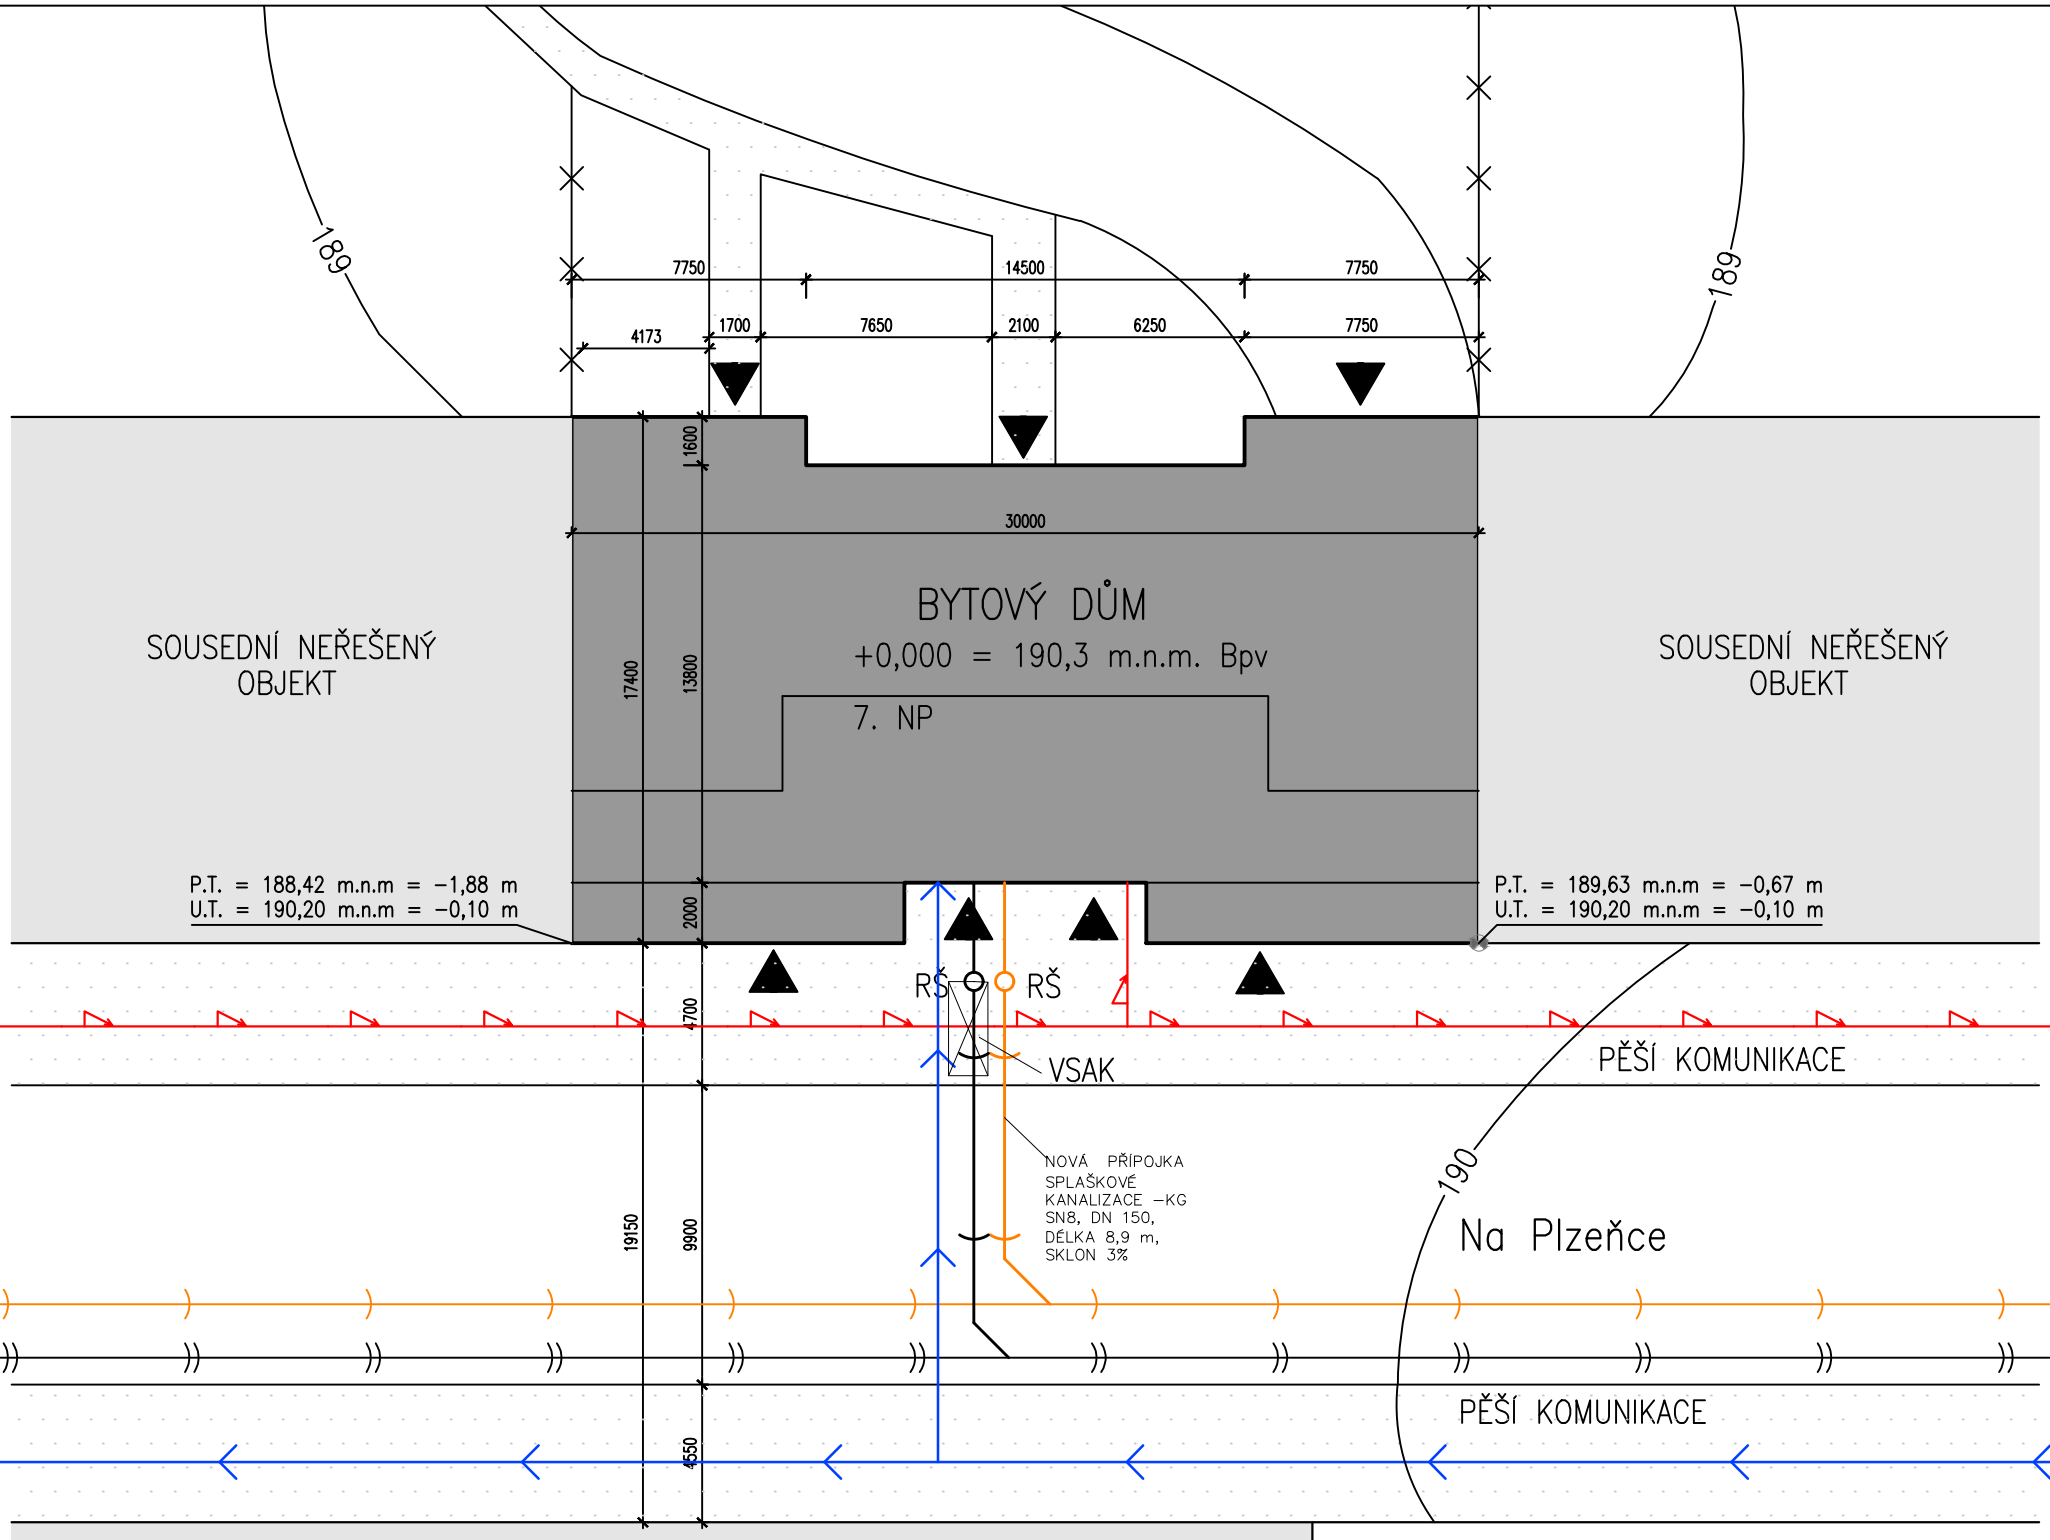 189
189
7750
14500
7750
4173
1700
7650
2100
6250
7750
1600
30000
BYTOVÝ DŮM
+0,000 = 190,3 m.n.m. Bpv
7. NP
SOUSEDNÍ NEŘEŠENÝ
OBJEKT
17400
13800
SOUSEDNÍ NEŘEŠENÝ
OBJEKT
P.T. = 188,42 m.n.m = -1,88 m
U.T. = 190,20 m.n.m = -0,10 m
2000
P.T. = 189,63 m.n.m = -0,67 m
U.T. = 190,20 m.n.m = -0,10 m
RŠ
RŠ
4700
VSAK
PĚŠÍ KOMUNIKACE
NOVÁ PŘÍPOJKA
SPLAŠKOVÉ
KANALIZACE -KG
SN8, DN 150,
DÉLKA 8,9 m,
SKLON 3%
190
19150
9900
Na Plzeňce
PĚŠÍ KOMUNIKACE
4550